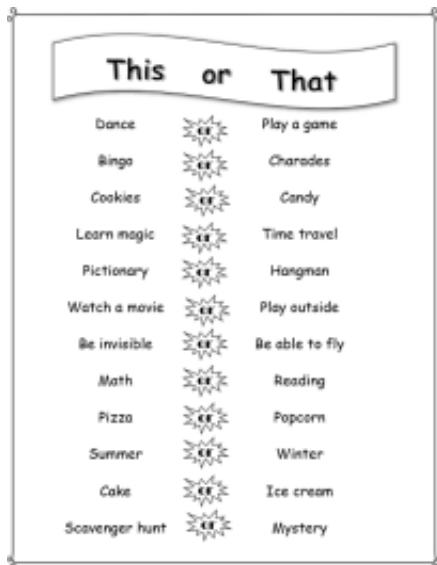 This or That
Dance or Play a game
Bingo or Charades
Cookies or Candy
Learn magic or Time travel
Pictionary or Hangman
Watch a movie or Play outside
Be invisible or Be able to fly
Math or Reading
Pizza or Popcorn
Summer or Winter
Cake or Ice cream
Scavenger hunt or Mystery